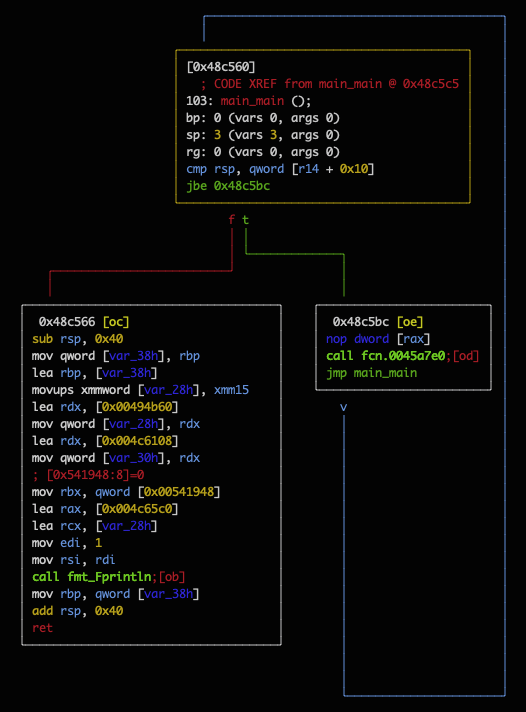 [0x48c560]
; CODE XREF from main_main @ 0x48c5c5
103: main_main ();
bp: 0 (vars 0, args 0)
sp: 3 (vars 3, args 0)
rg: 0 (vars 0, args 0)
cmp rsp, qword [r14 + 0x10]
jbe 0x48c5bc
f t
0x48c566 [oc]
sub rsp, 0x40
mov qword [var_38h], rbp
lea rbp, [var_38h]
movups xmmword [var_28h], xmm15
lea rdx, [0x00494b60]
mov qword [var_28h], rdx
lea rdx, [0x004c6108]
mov qword [var_30h], rdx
; [0x541948:8]=0
mov rbx, qword [0x00541948]
lea rax, [0x004c65c0]
lea rcx, [var_28h]
mov edi, 1
mov rsi, rdi
call fmt_Fprintln;[ob]
mov rbp, qword [var_38h]
add rsp, 0x40
ret
0x48c5bc [oe]
nop dword [rax]
call fcn.0045a7e0;[od]
jmp main_main
v